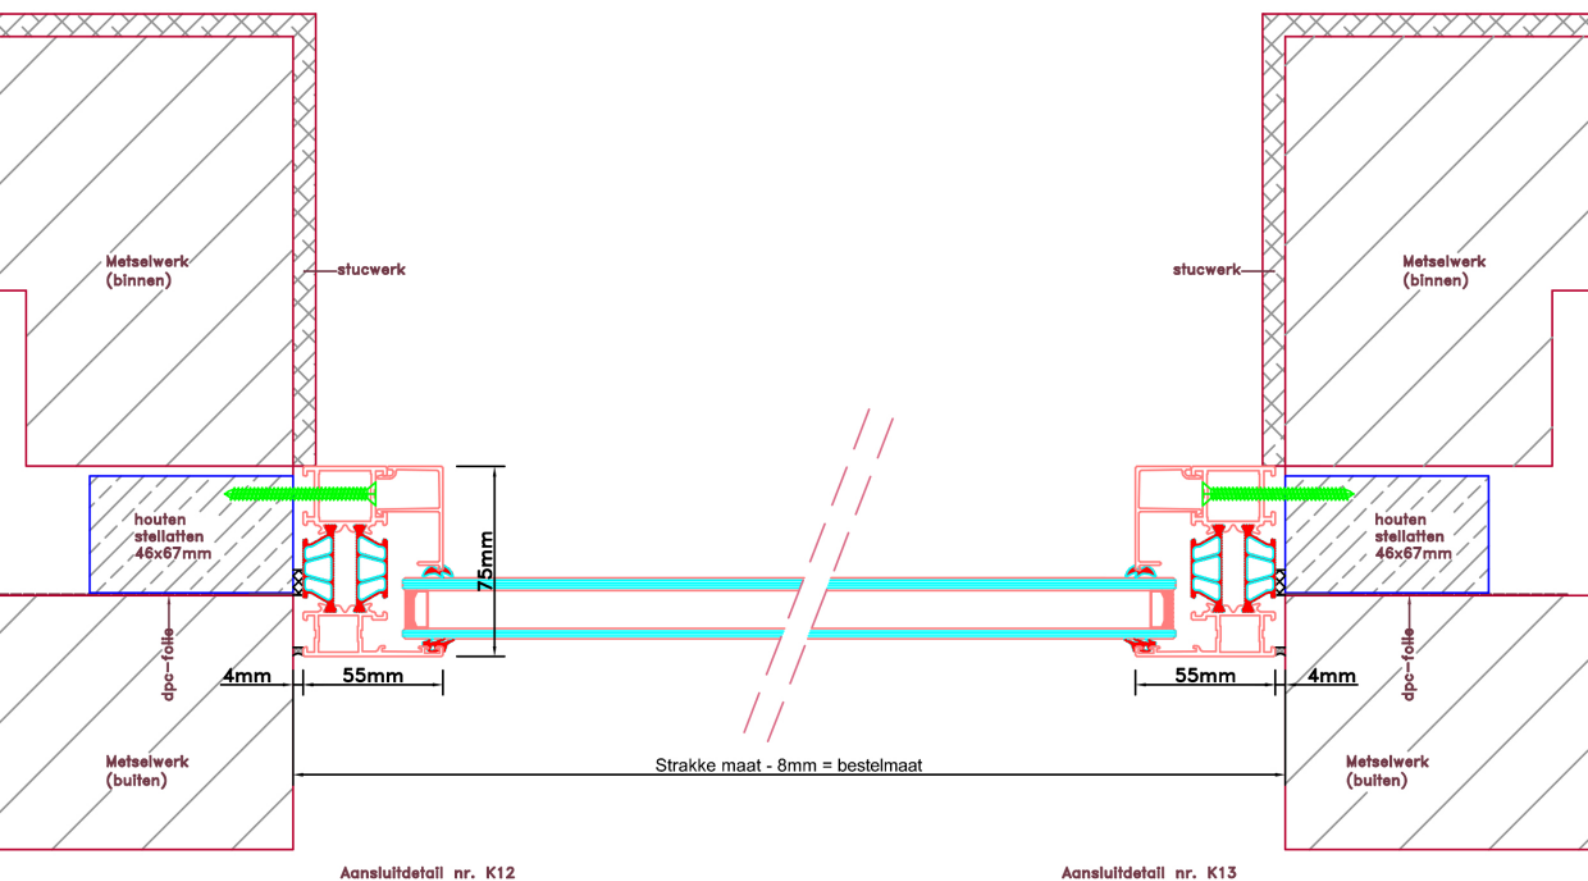 Metselwerk
(binnen)
stucwerk
stucwerk
Metselwerk
(binnen)
houten
stellatten
46x67mm
75mm
houten
stellatten
46x67mm
dpc-folie
dpc-folie
4mm
55mm
55mm
4mm
Metselwerk
(buiten)
Strakke maat - 8mm = bestelmaat
Metselwerk
(buiten)
Aansluitdetail nr. K12
Aansluitdetail nr. K13